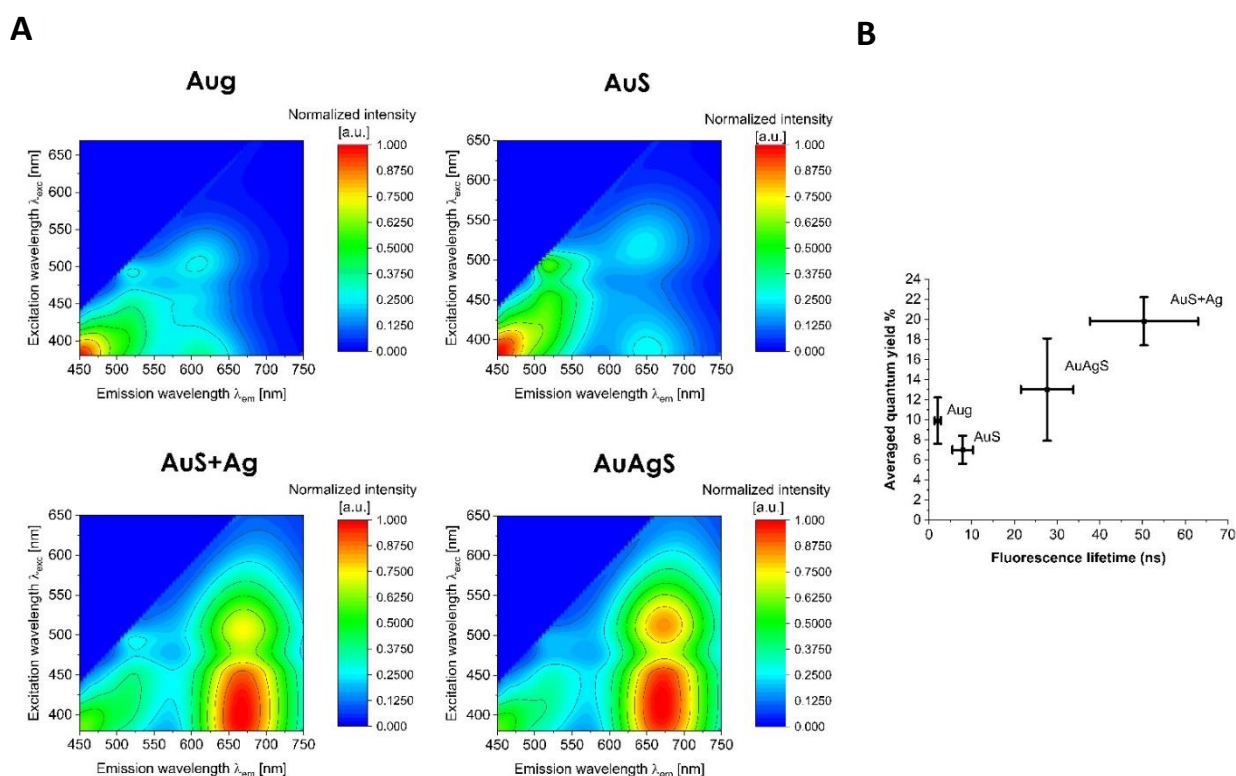 A
B
Aug
Normalized intensity
[a.u.]
Excitation wavelength λexc [nm]
650
600
550
500
450
400
450 500 550 600 650 700 750
Emission wavelength λem [nm]
1.000
0.8750
0.7500
0.6250
0.5000
0.3750
0.2500
0.1250
0.000
AuS
Normalized intensity
[a.u.]
Excitation wavelength λexc [nm]
650
600
550
500
450
400
450 500 550 600 650 700 750
Emission wavelength λem [nm]
1.000
0.8750
0.7500
0.6250
0.5000
0.3750
0.2500
0.1250
0.000
AuS+Ag
Normalized intensity
[a.u.]
Excitation wavelength λexc [nm]
650
600
550
500
450
400
450 500 550 600 650 700 750
Emission wavelength λem [nm]
1.000
0.8750
0.7500
0.6250
0.5000
0.3750
0.2500
0.1250
0.000
AuAgS
Normalized intensity
[a.u.]
Excitation wavelength λexc [nm]
650
600
550
500
450
400
450 500 550 600 650 700 750
Emission wavelength λem [nm]
1.000
0.8750
0.7500
0.6250
0.5000
0.3750
0.2500
0.1250
0.000
Averaged quantum yield %
24
22
20
18
16
14
12
10
8
6
4
2
0
AuS+Ag
AuAgS
Aug
AuS
0 10 20 30 40 50 60 70
Fluorescence lifetime (ns)